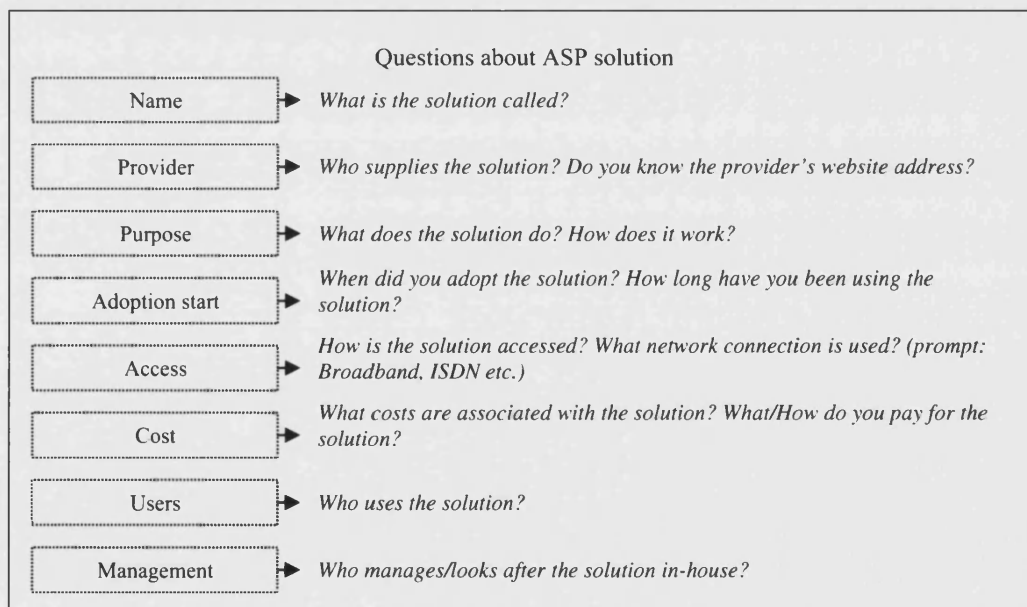 Questions about ASP solution
Name
What is the solution called?
Provider
Who supplies the solution? Do you know the provider's website address?
Purpose
What does the solution do? How does it work?
Adoption start
When did you adopt the solution? How long have you been using the
solution?
Access
How is the solution accessed? What network connection is used? (prompt:
Broadband, ISDN etc.)
Cost
What costs are associated with the solution? What/How do you pay for the
solution?
Users
Who uses the solution?
Management
Who manages/looks after the solution in-house?